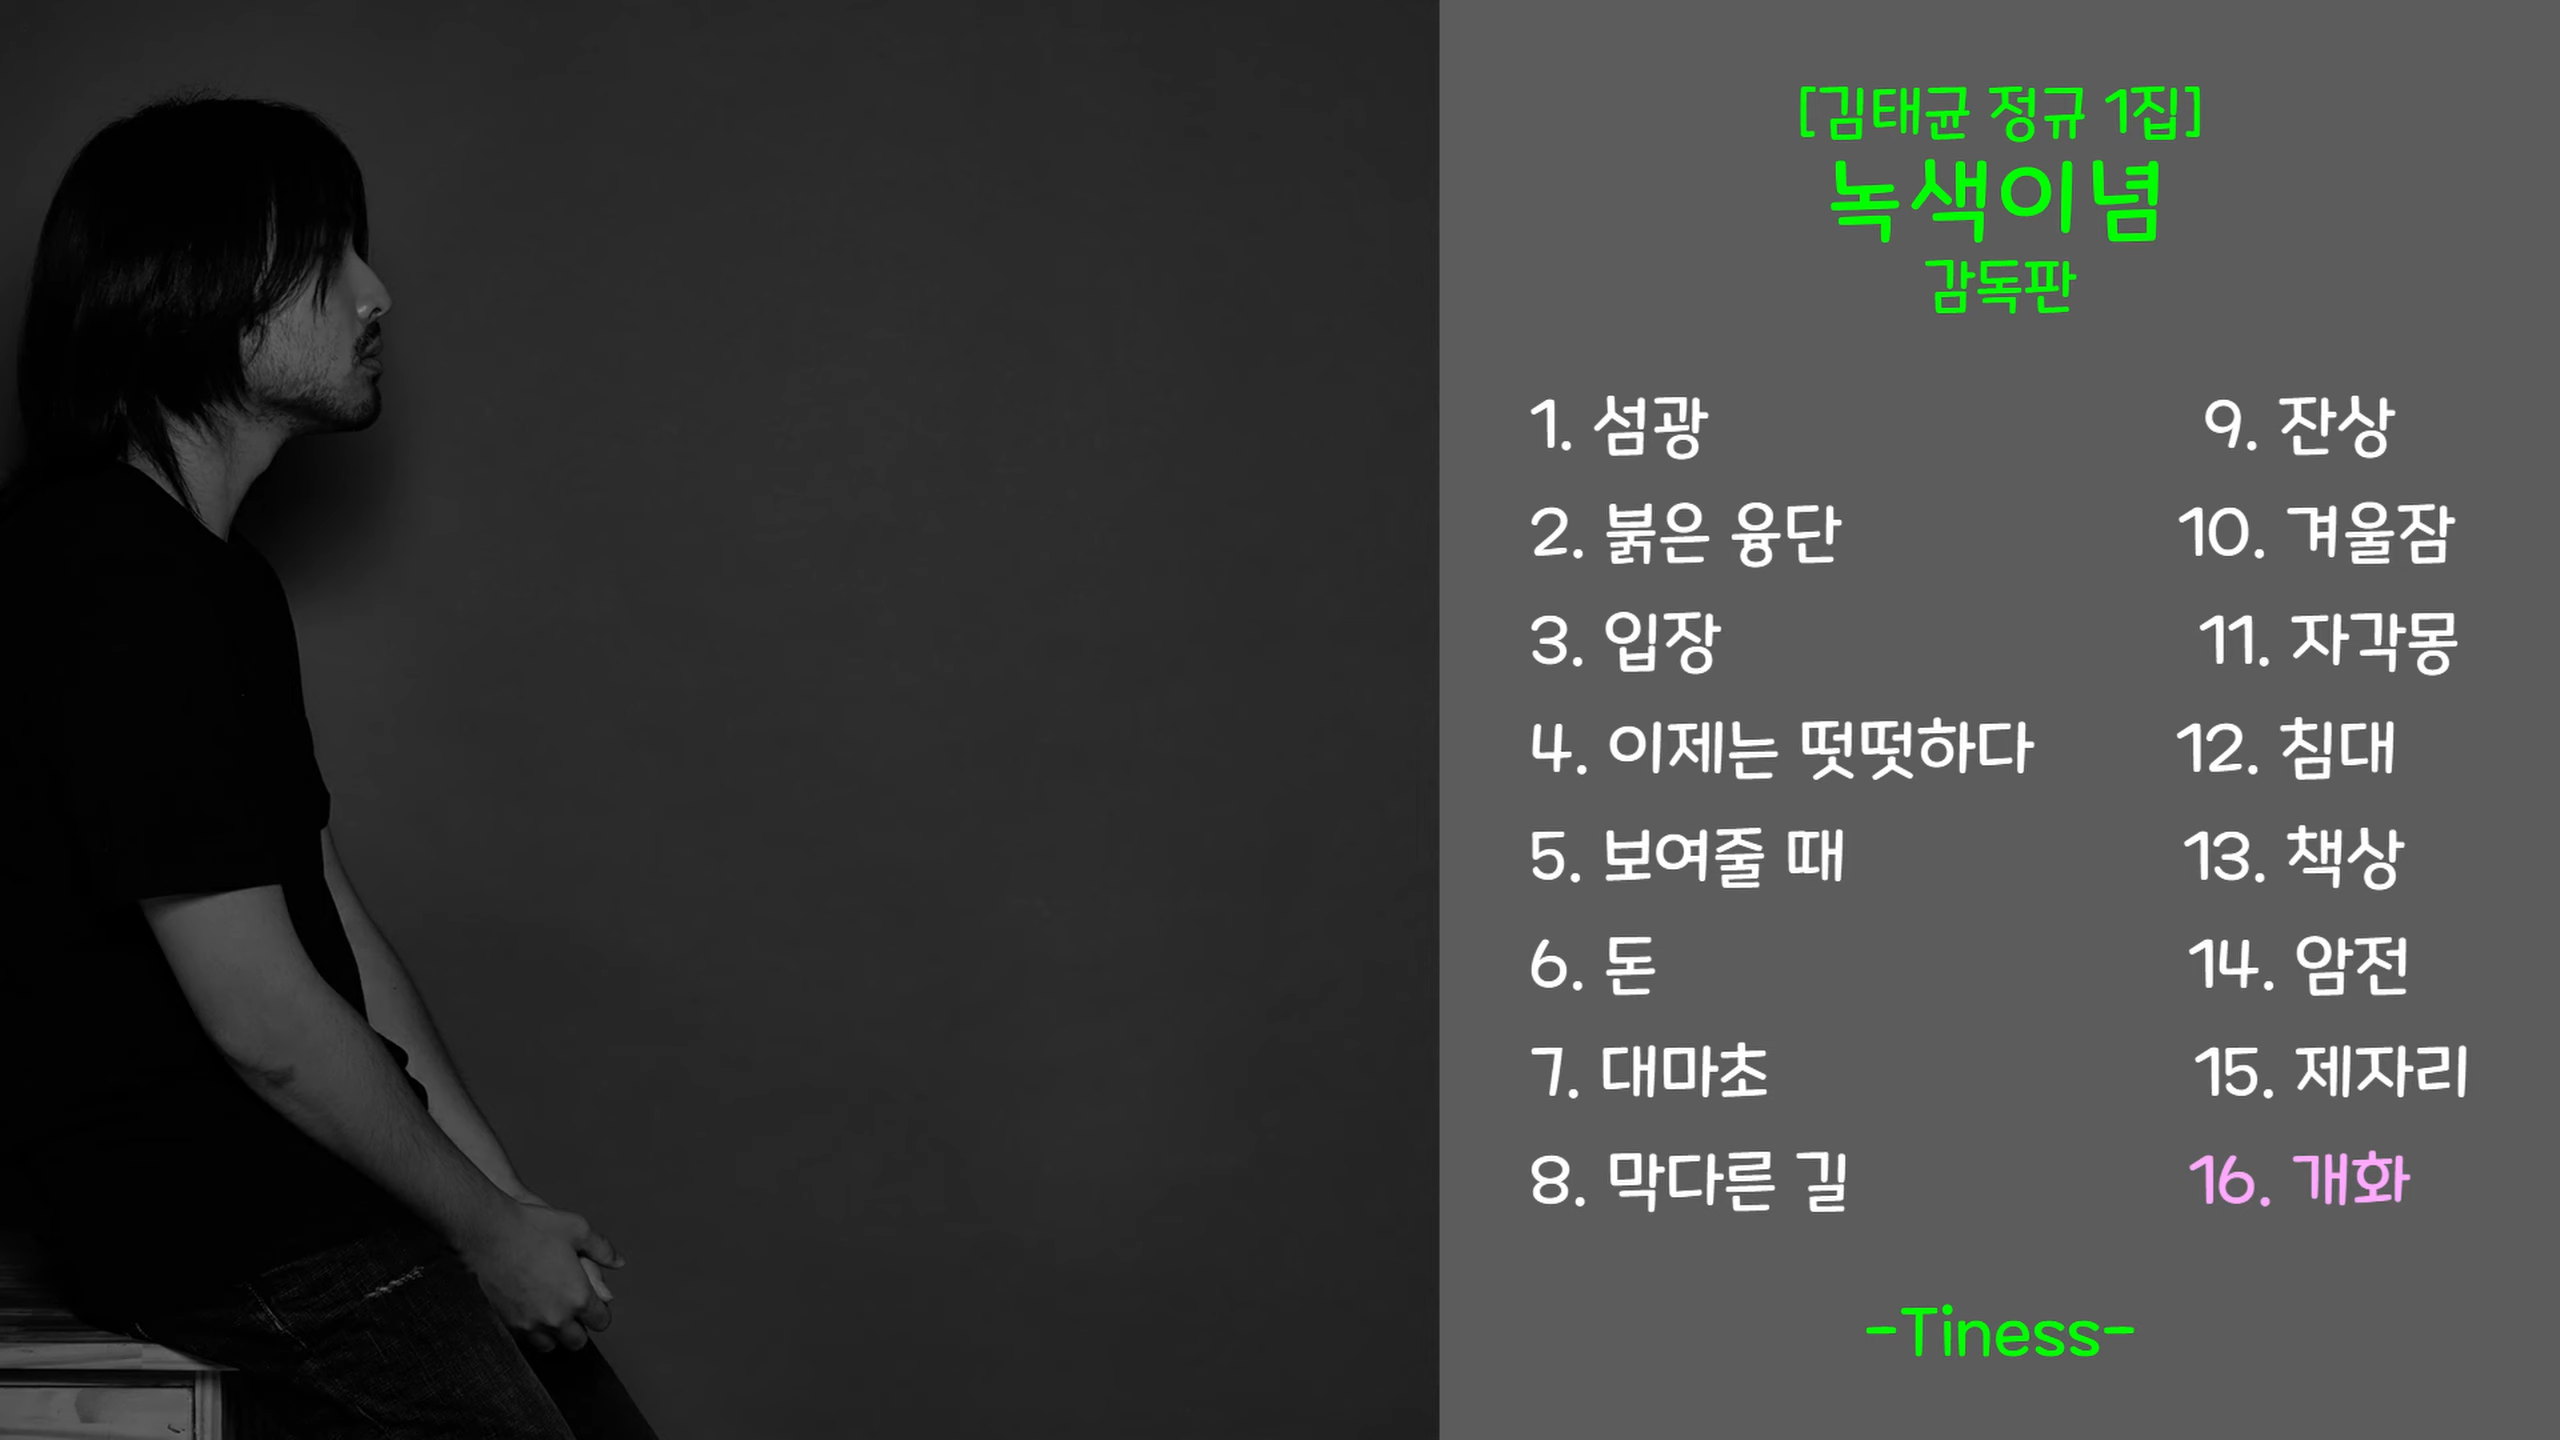 [김태균 정규 1집]
녹색이념
감독판
1. 섬광
2. 붉은 융단
3. 입장
4. 이제는 떳떳하다
5. 보여줄 때
6. 돈
7. 대마초
8. 막다른 길
9. 잔상
10. 겨울잠
11. 자각몽
12. 침대
13. 책상
14. 암전
15. 제자리
16. 개화
-Tiness-